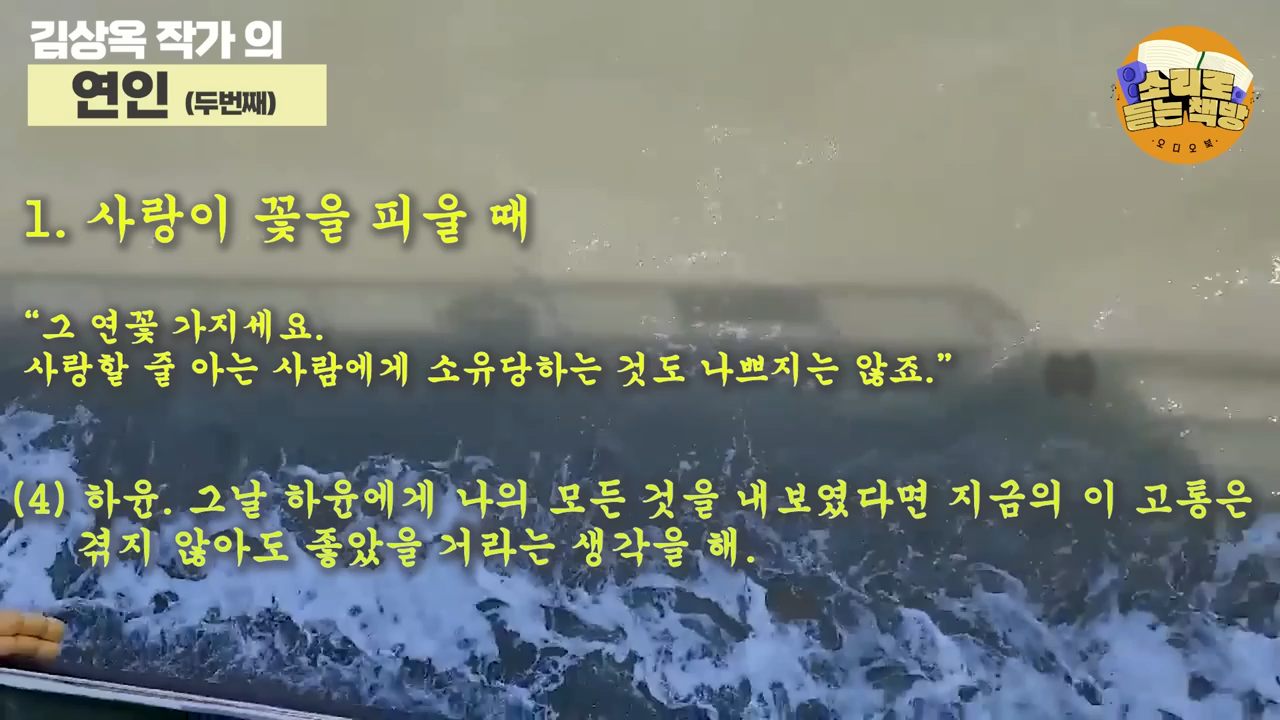 김상옥 작가 의
연인 (두번째)
소리로
듣는 책방
·오디오북·
1. 사랑이 꽃을 피울 때
“그 연꽃 가지세요.
사랑할 줄 아는 사람에게 소유당하는 것도 나쁘지는 않죠.”
(4) 하윤. 그날 하윤에게 나의 모든 것을 내보였다면 지금의 이 고통은
겪지 않아도 좋았을 거라는 생각을 해.